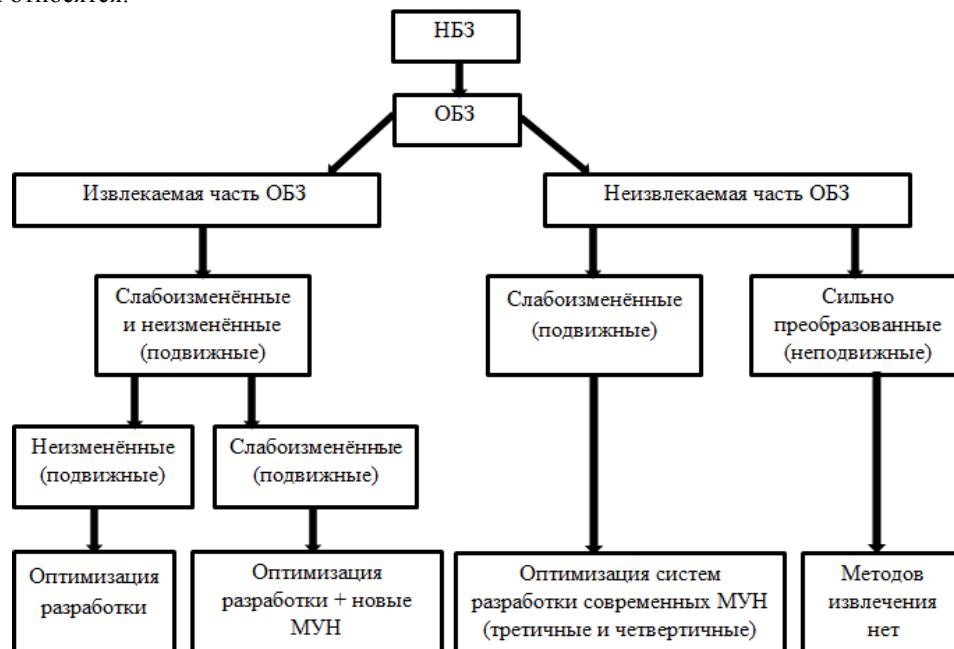 относятся.
НБЗ
ОБЗ
Извлекаемая часть ОБЗ
Неизвлекаемая часть ОБЗ
Слабоизменённые
и неизменённые
(подвижные)
Слабоизменённые
(подвижные)
Сильно
преобразованные
(неподвижные)
Неизменённые
(подвижные)
Слабоизменённые
(подвижные)
Оптимизация
разработки
Оптимизация
разработки + новые
МУН
Оптимизация систем
разработки современных МУН
(третичные и четвертичные)
Методов
извлечения
нет